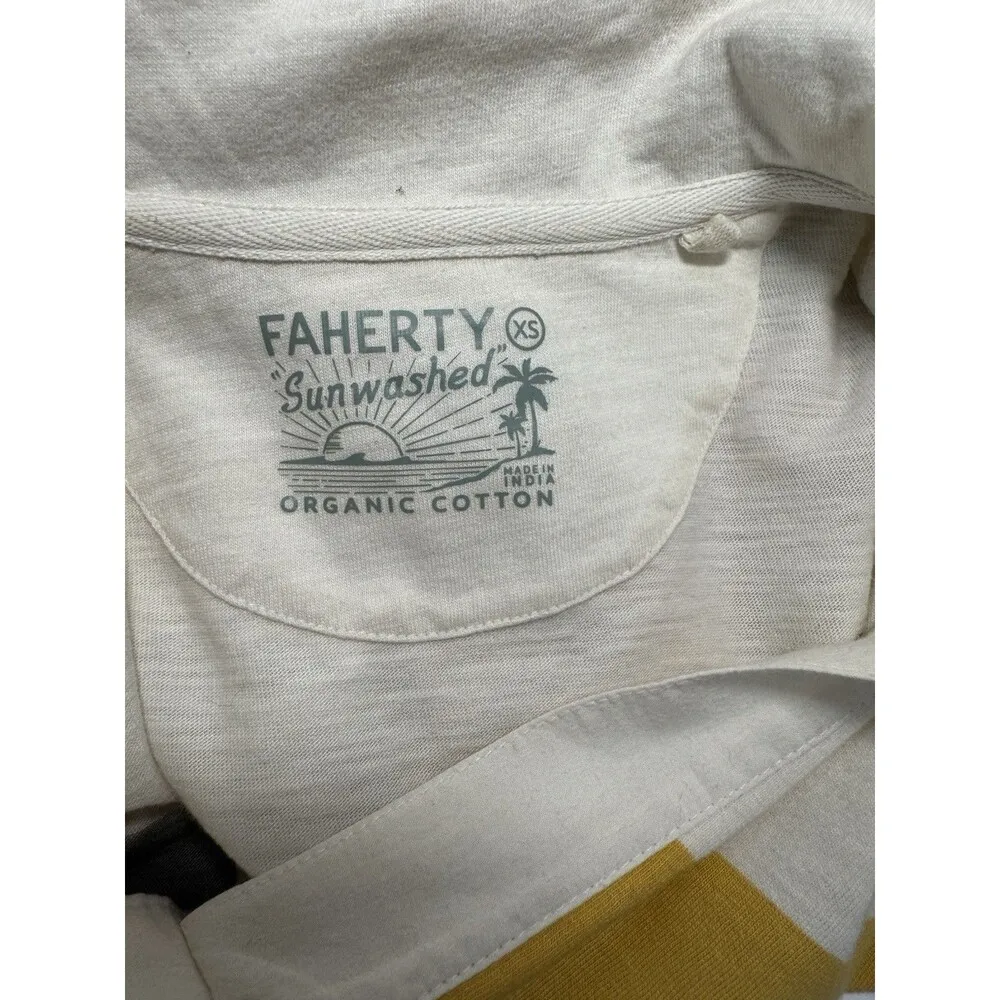 FAHERTY XS
"Sunwashed"
MADE IN
INDIA
ORGANIC COTTON